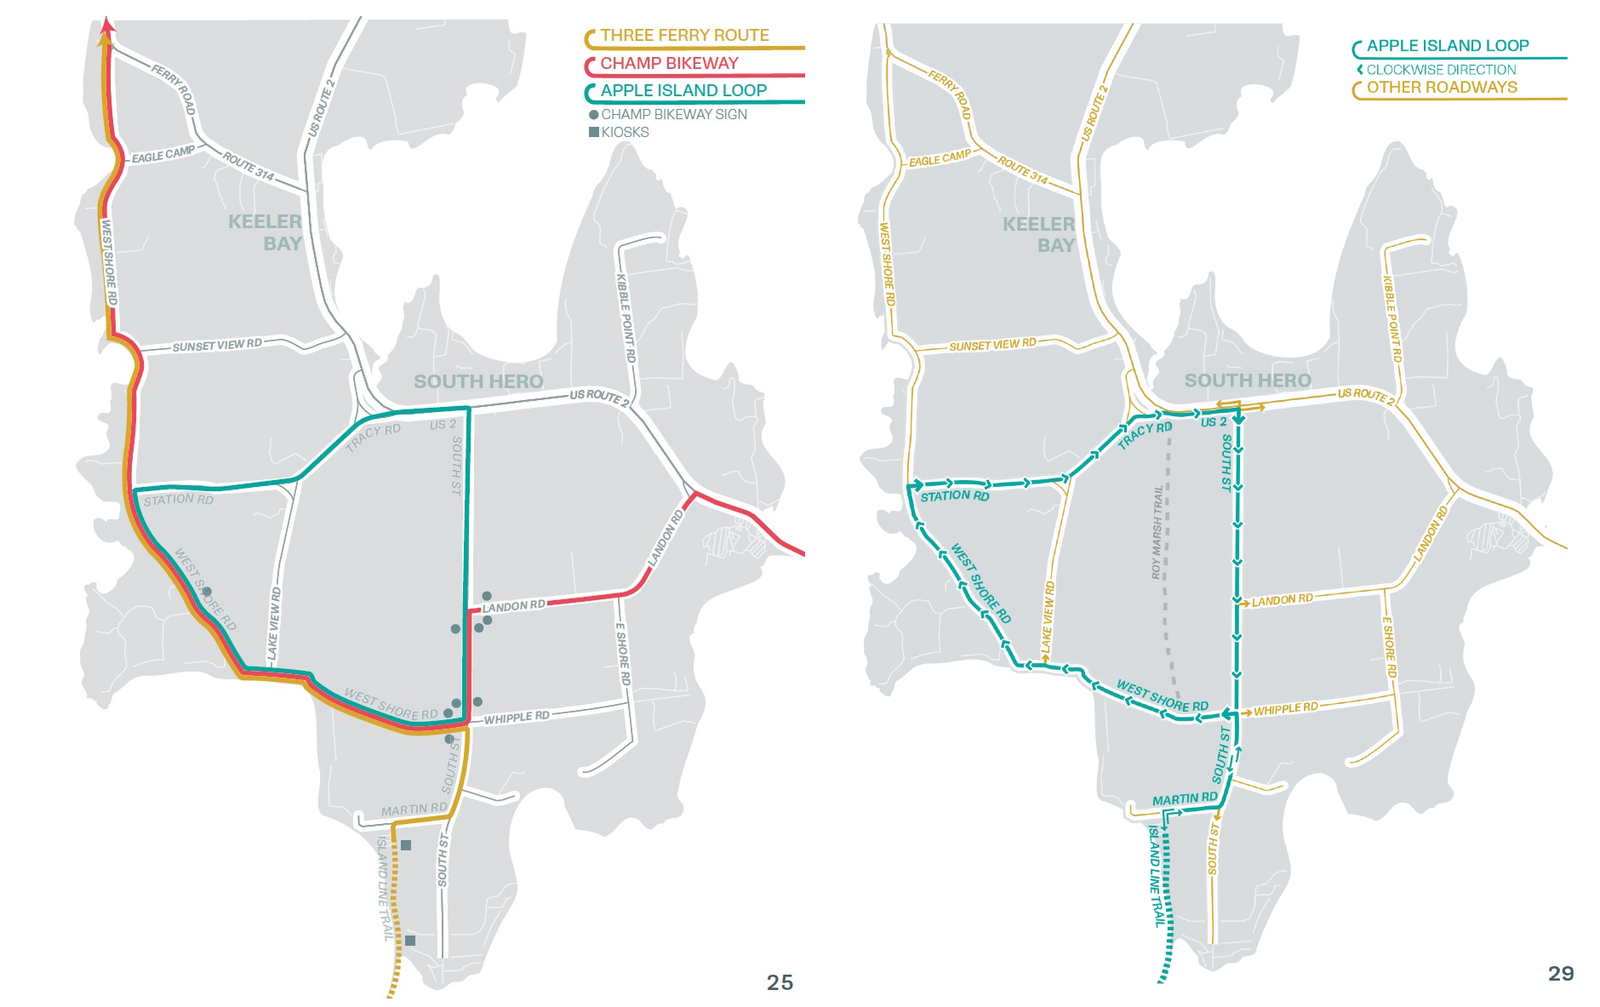 THREE FERRY ROUTE
CHAMP BIKEWAY
APPLE ISLAND LOOP
CHAMP BIKEWAY SIGN
KIOSKS
FERRY ROAD
US ROUTE 2
EAGLE CAMP
ROUTE 314
KEELER
BAY
WEST SHORE RD
KIBBLE POINT RD
SUNSET VIEW RD
SOUTH HERO
US ROUTE 2
TRACY RD
US 2
SOUTH ST
STATION RD
LANDON RD
WEST SHORE RD
LAKE VIEW RD
LANDON RD
E SHORE RD
WEST SHORE RD
WHIPPLE RD
SOUTH ST
MARTIN RD
ISLAND LINE TRAIL
SOUTH ST
25
APPLE ISLAND LOOP
CLOCKWISE DIRECTION
OTHER ROADWAYS
FERRY ROAD
US ROUTE 2
EAGLE CAMP
ROUTE 314
KEELER
BAY
WEST SHORE RD
KIBBLE POINT RD
SUNSET VIEW RD
SOUTH HERO
US ROUTE 2
TRACY RD
US 2
SOUTH ST
STATION RD
ROY MARSH TRAIL
LANDON RD
WEST SHORE RD
LAKE VIEW RD
LANDON RD
E SHORE RD
WEST SHORE RD
WHIPPLE RD
SOUTH ST
MARTIN RD
ISLAND LINE TRAIL
SOUTH ST
29